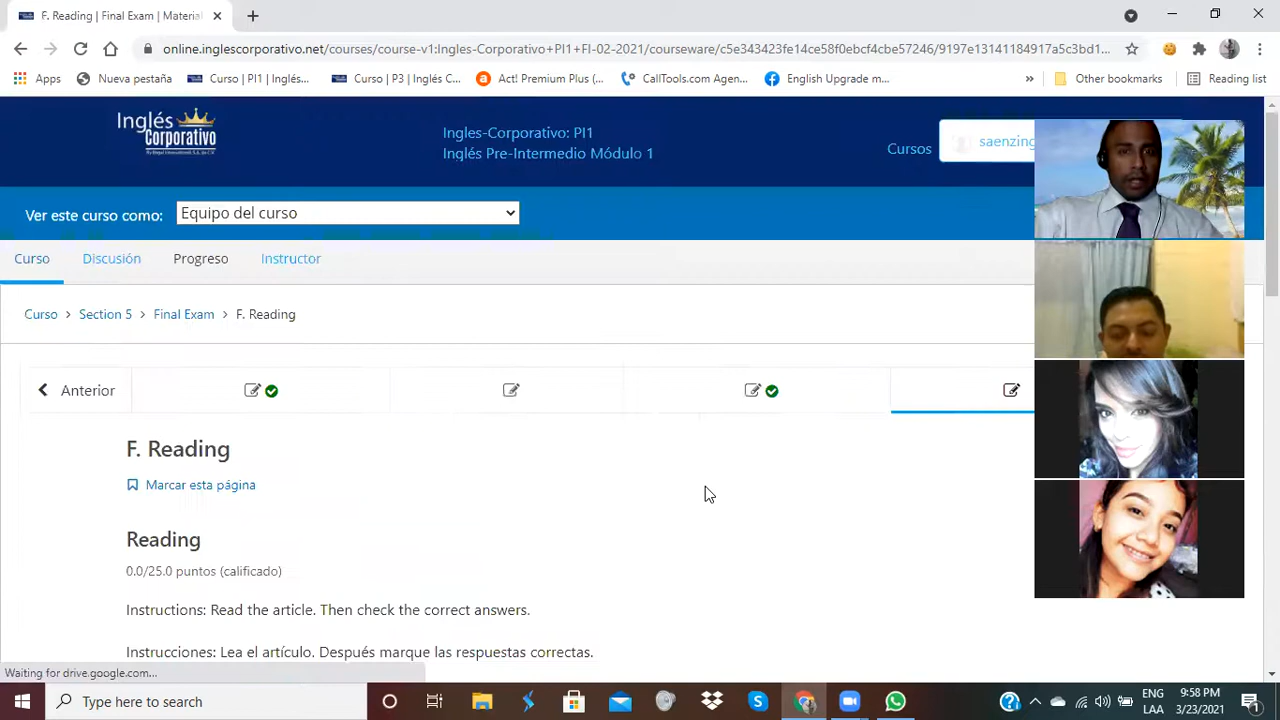 F. Reading | Final Exam | Materia
online.inglescorporativo.net/courses/course-v1:Ingles-Corporativo+PI1+FI-02-2021/courseware/c5e343423fe14ce58f0ebcf4cbe57246/9197e13141184917a5c3bd1...
Apps
Nueva pestaña
Curso | PI1 | Inglés...
Curso | P3 | Inglés C...
Act! Premium Plus (...
CallTools.com Agen...
English Upgrade m...
»
Other bookmarks
Reading list
Inglés
Corporativo
Ingles-Corporativo: PI1
Inglés Pre-Intermedio Módulo 1
Cursos
saenzing
Ver este curso como:
Equipo del curso
Curso
Discusión
Progreso
Instructor
Curso > Section 5 > Final Exam > F. Reading
Anterior
F. Reading
Marcar esta página
Reading
0.0/25.0 puntos (calificado)
Instructions: Read the article. Then check the correct answers.
Instrucciones: Lea el artículo. Después marque las respuestas correctas.
Waiting for drive.google.com...
Type here to search
ENG
LAA
9:58 PM
3/23/2021